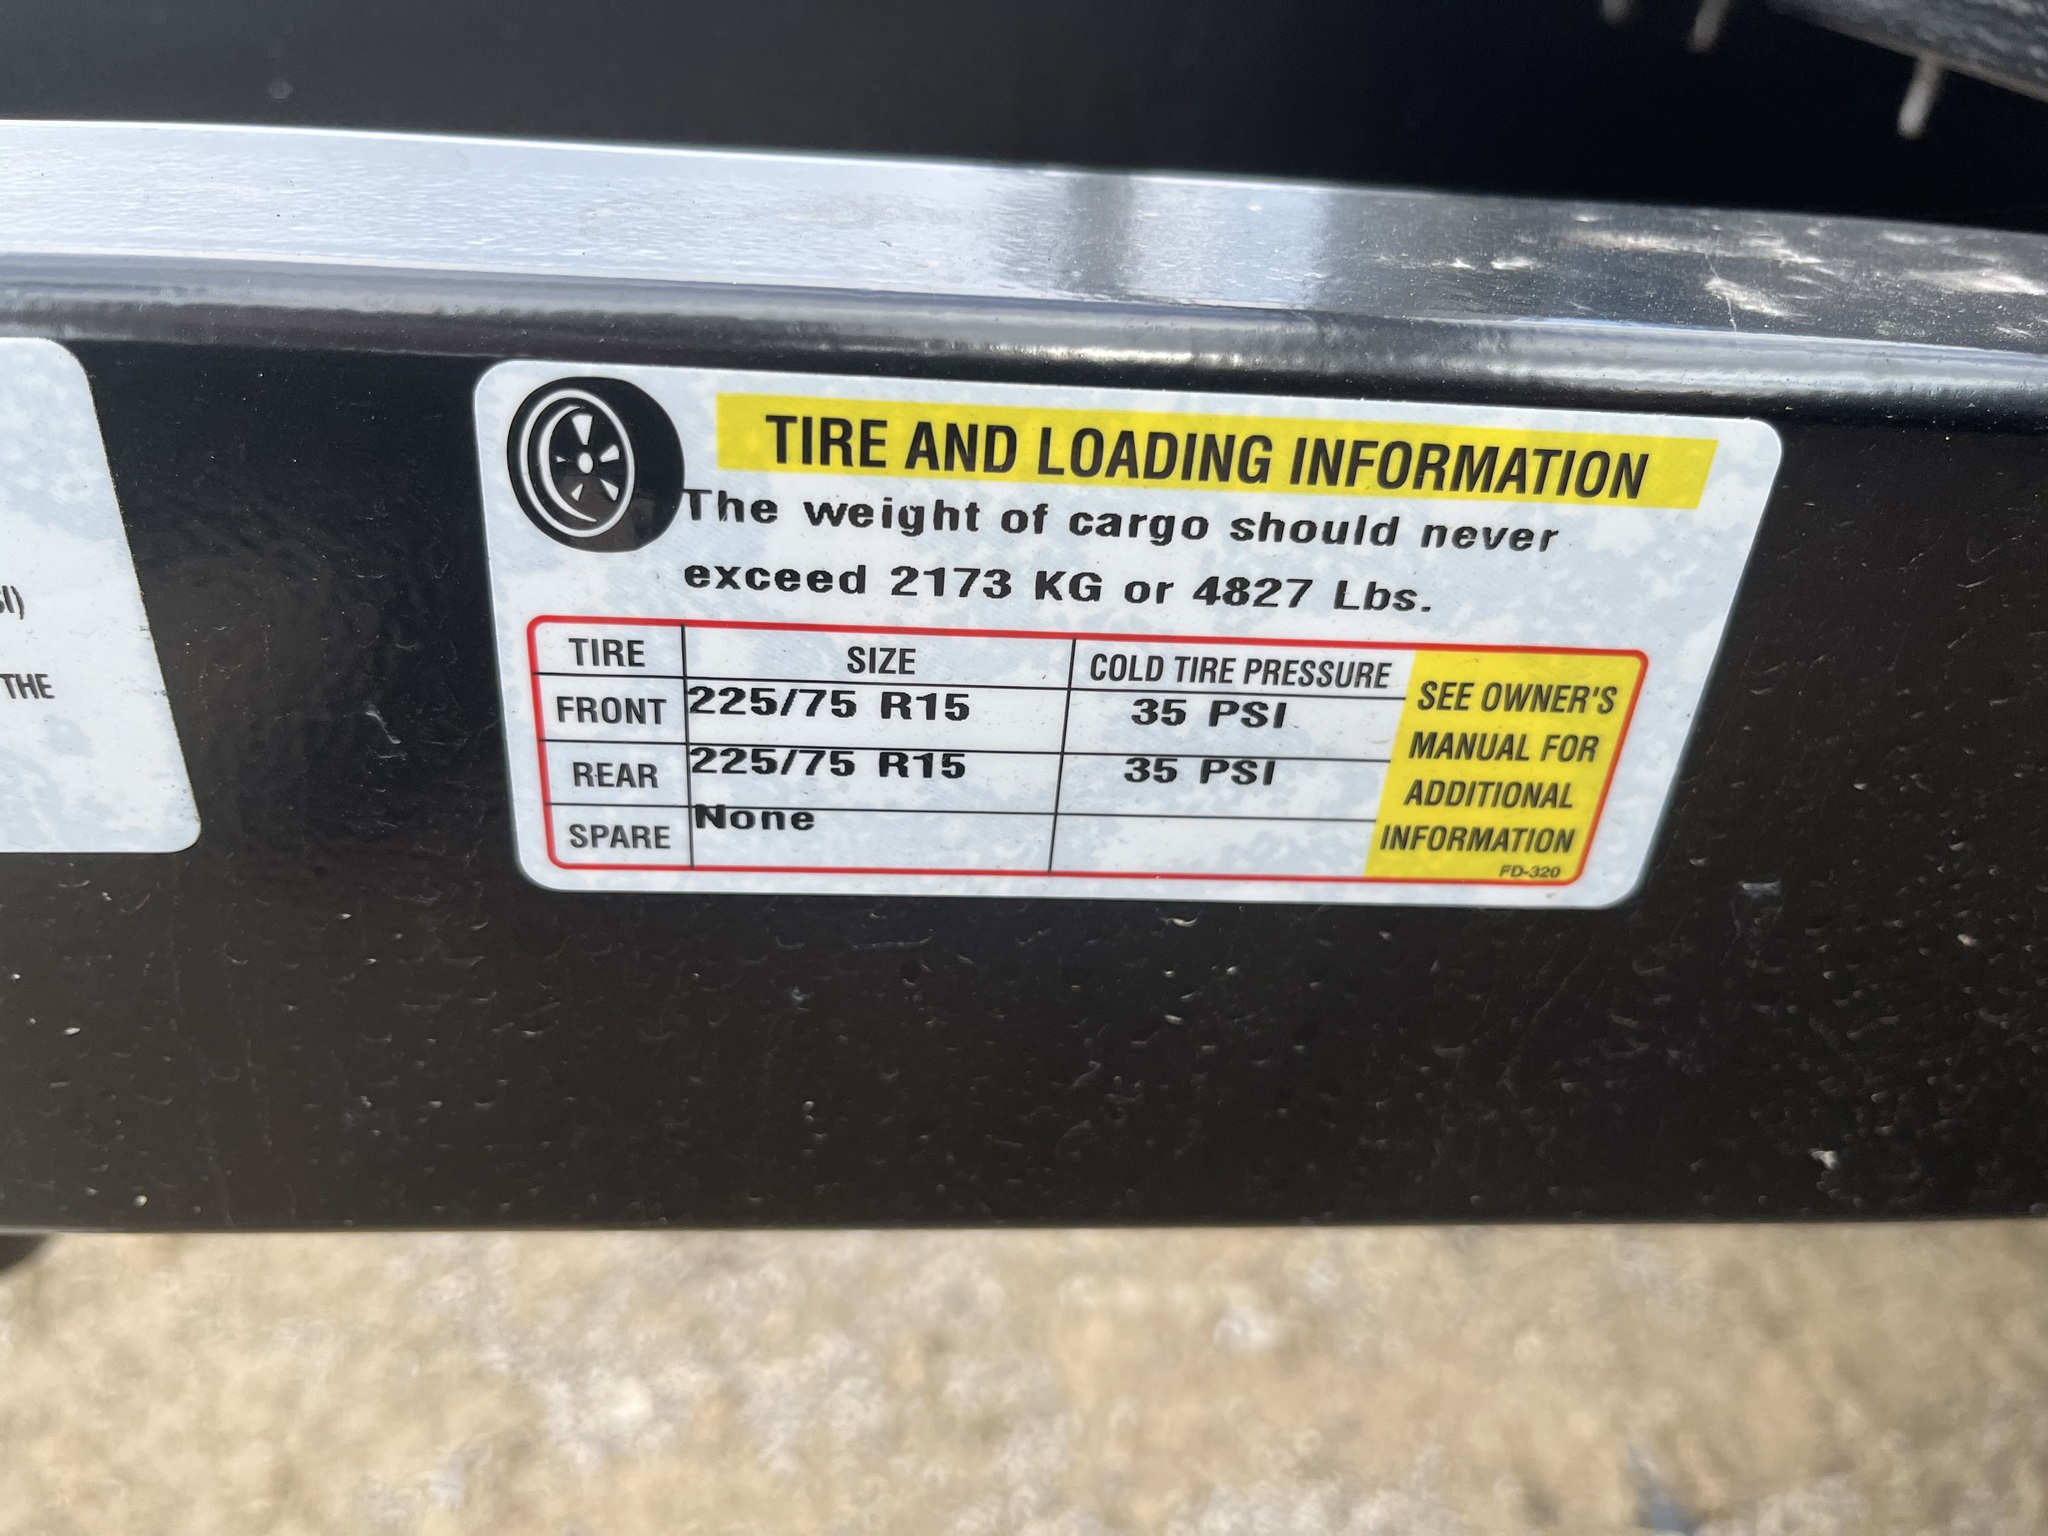 TIRE AND LOADING INFORMATION
The weight of cargo should never
exceed 2173 KG or 4827 Lbs.
TIRE SIZE COLD TIRE PRESSURE
FRONT 225/75 R15 35 PSI
REAR 225/75 R15 35 PSI
SPARE None
SEE OWNER'S
MANUAL FOR
ADDITIONAL
INFORMATION
FD-320
THE